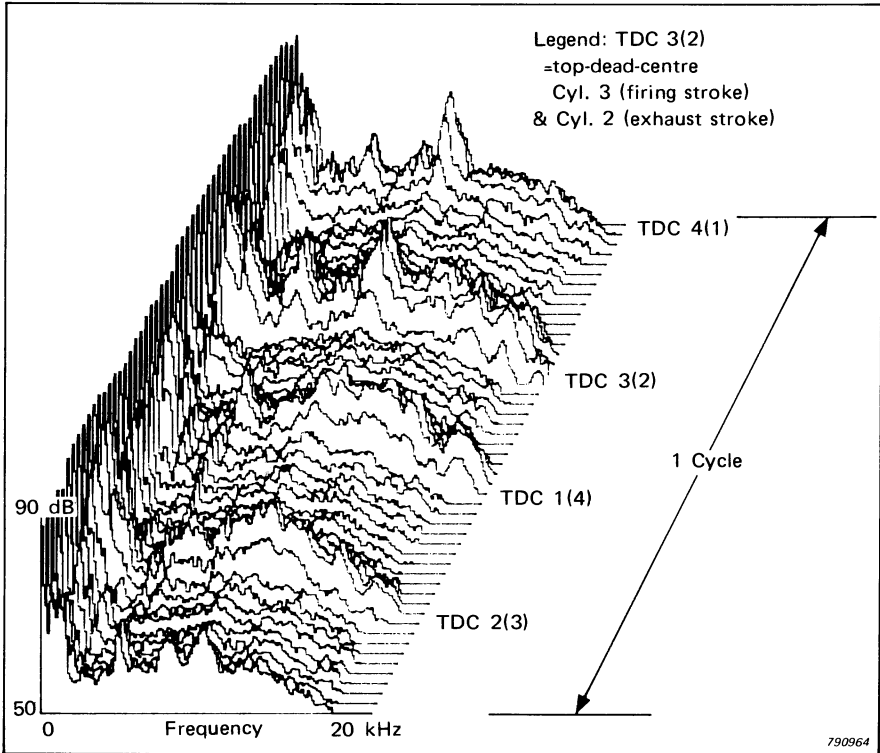 Legend: TDC 3(2)
=top-dead-centre
Cyl. 3 (firing stroke)
& Cyl. 2 (exhaust stroke)
TDC 4(1)
TDC 3(2)
1 Cycle
TDC 1(4)
90 dB
TDC 2(3)
50
0 Frequency 20 kHz
790964